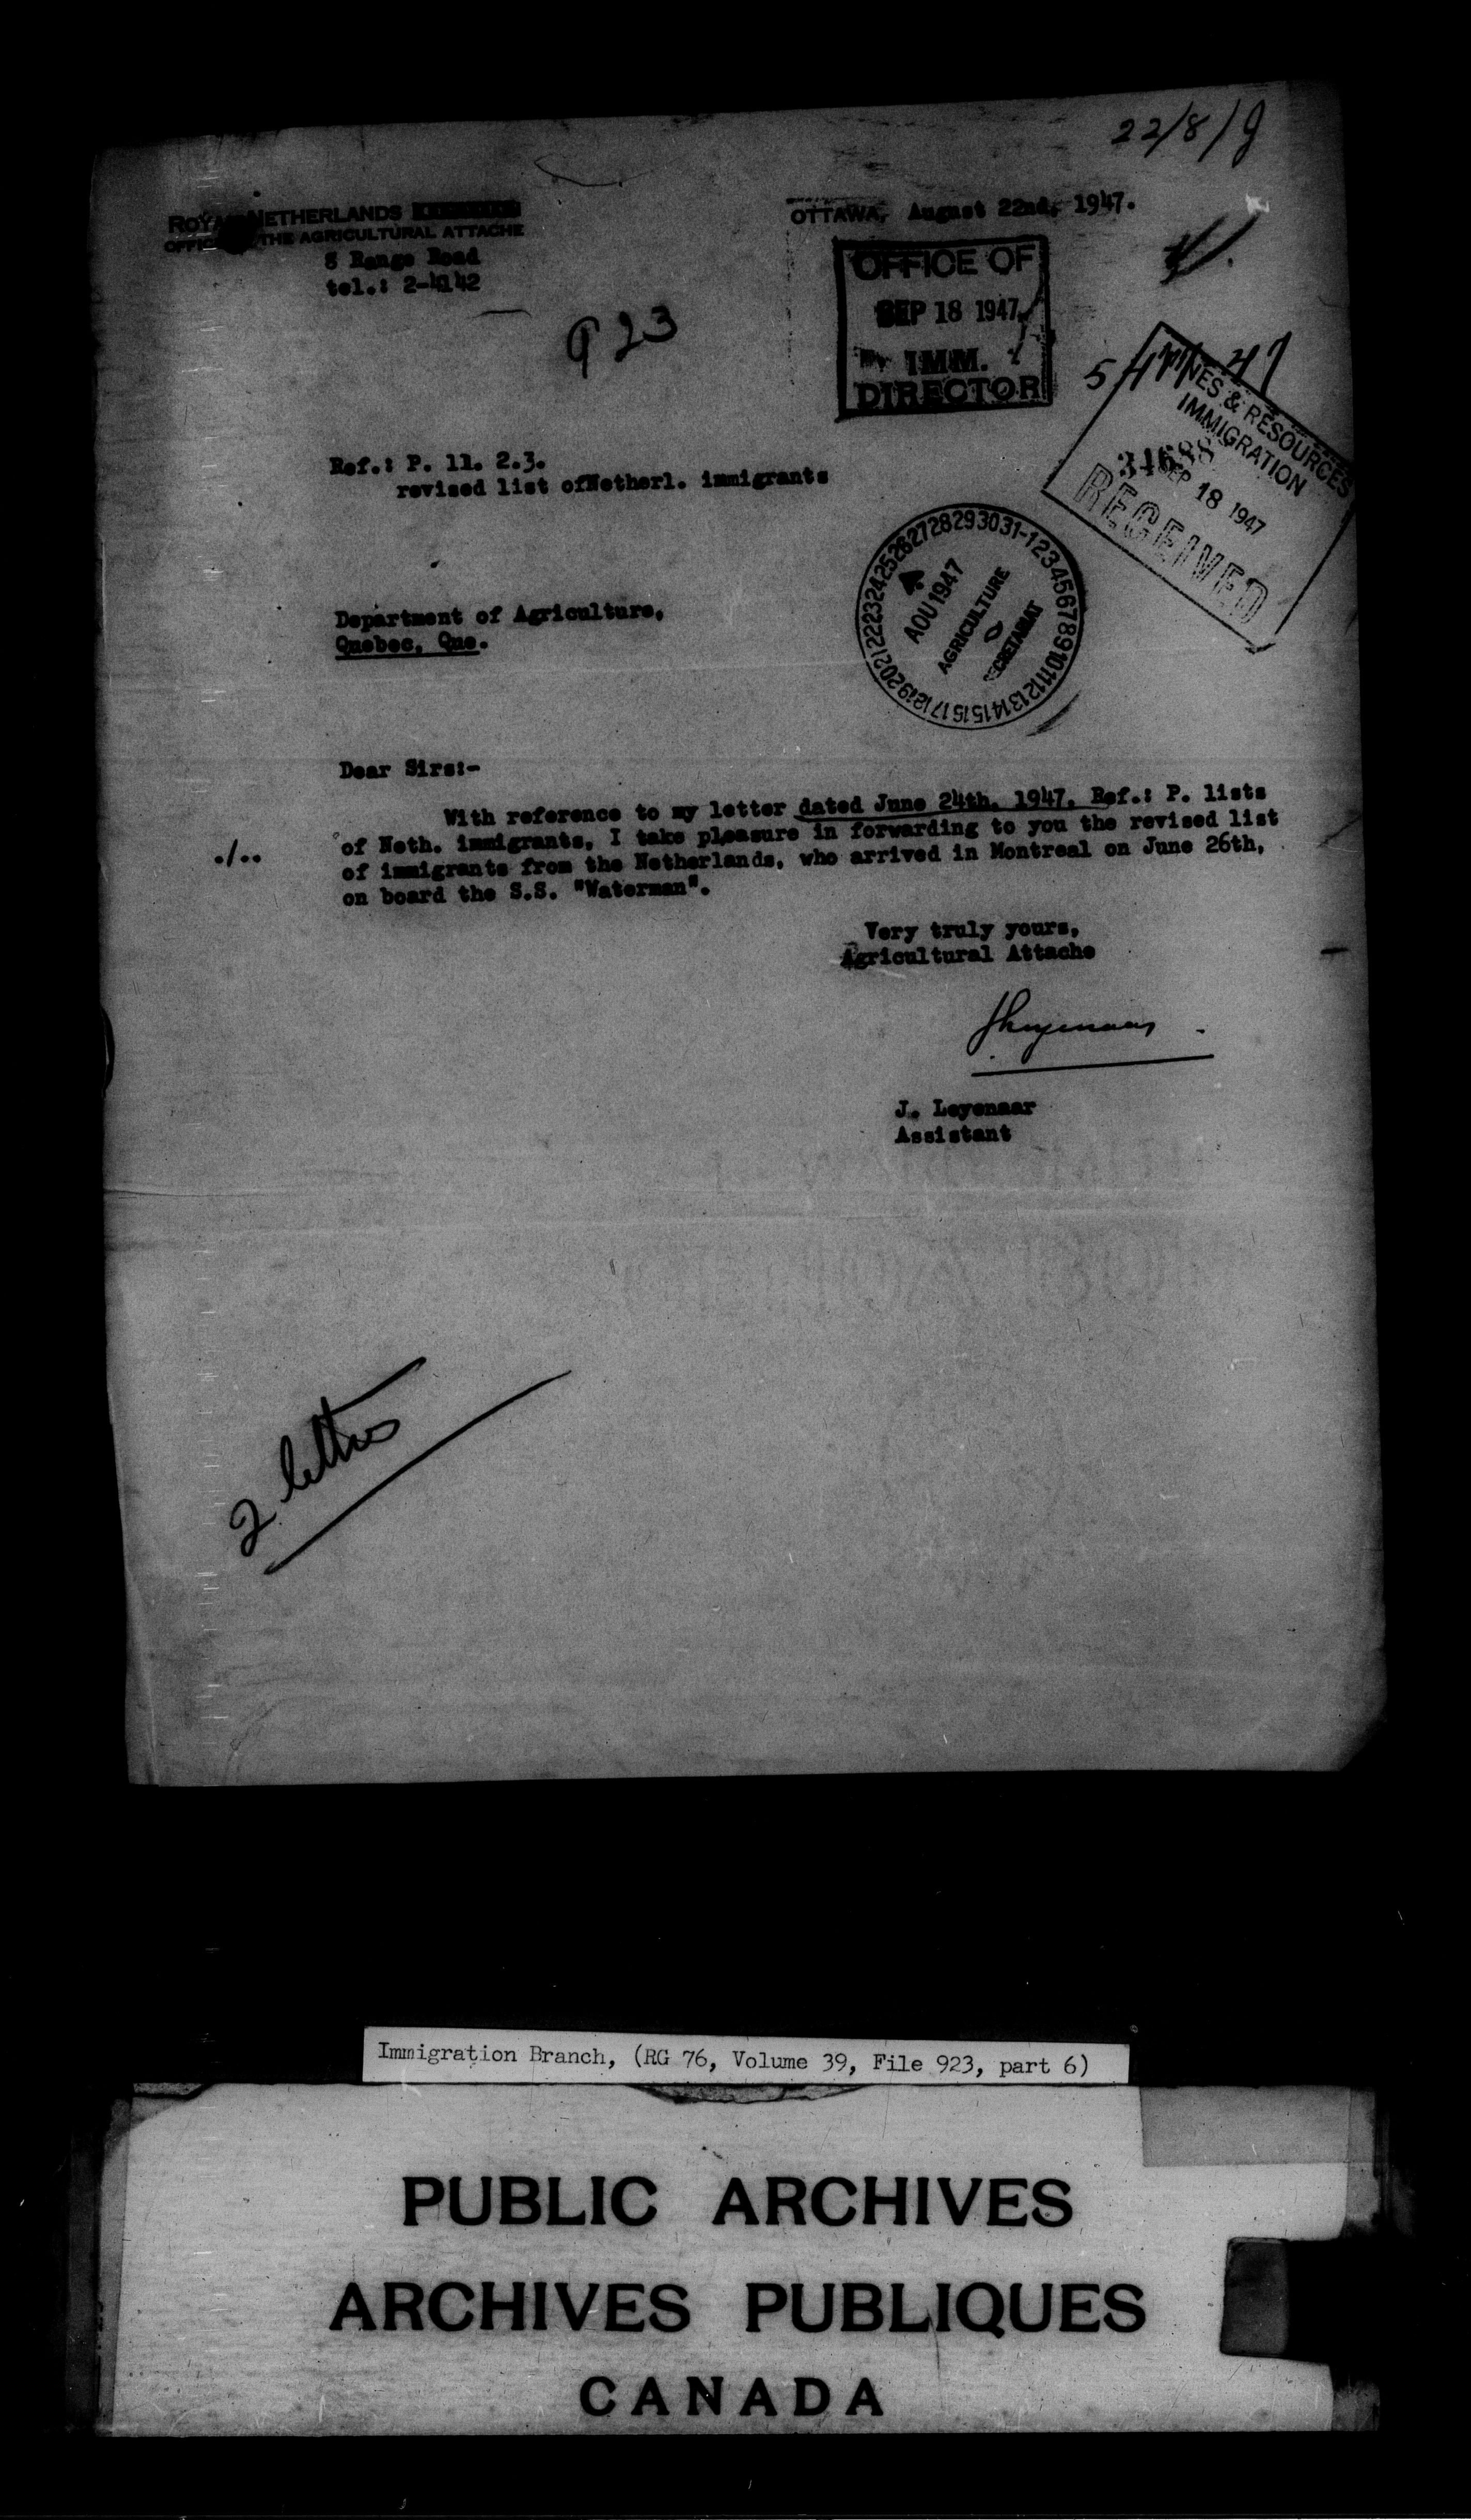 22/8/
ROYAL NETHERLANDS
OFFICE THE AGRICULTURAL ATTACHE
5 Range Road
tel.: 2-4142
OTTAWA, August 22nd, 1947.
OFFICE OF
SEP 18 1947
IMM.
DIRECTOR
923
MINES & RESOURCES
IMMIGRATION
34688
SEP 18 1947
RECEIVED
Ref.: P. 11. 2.3.
revised list ofNetherl. immigrants
AOU 1947
AGRICULTURE
SECRETARIAT
Department of Agriculture,
Quebec, Que.
Dear Sirs:-
With reference to my letter dated June 24th, 1947, Ref.: P. lists
of Neth. immigrants, I take pleasure in forwarding to you the revised list
./..
of immigrants from the Netherlands, who arrived in Montreal on June 26th,
on board the S.S. "Waterman".
Very truly yours,
Agricultural Attache
J. Leyenaar
Assistant
2 letters
Immigration Branch, (RG 76, Volume 39, File 923, part 6)
PUBLIC ARCHIVES
ARCHIVES PUBLIQUES
CANADA